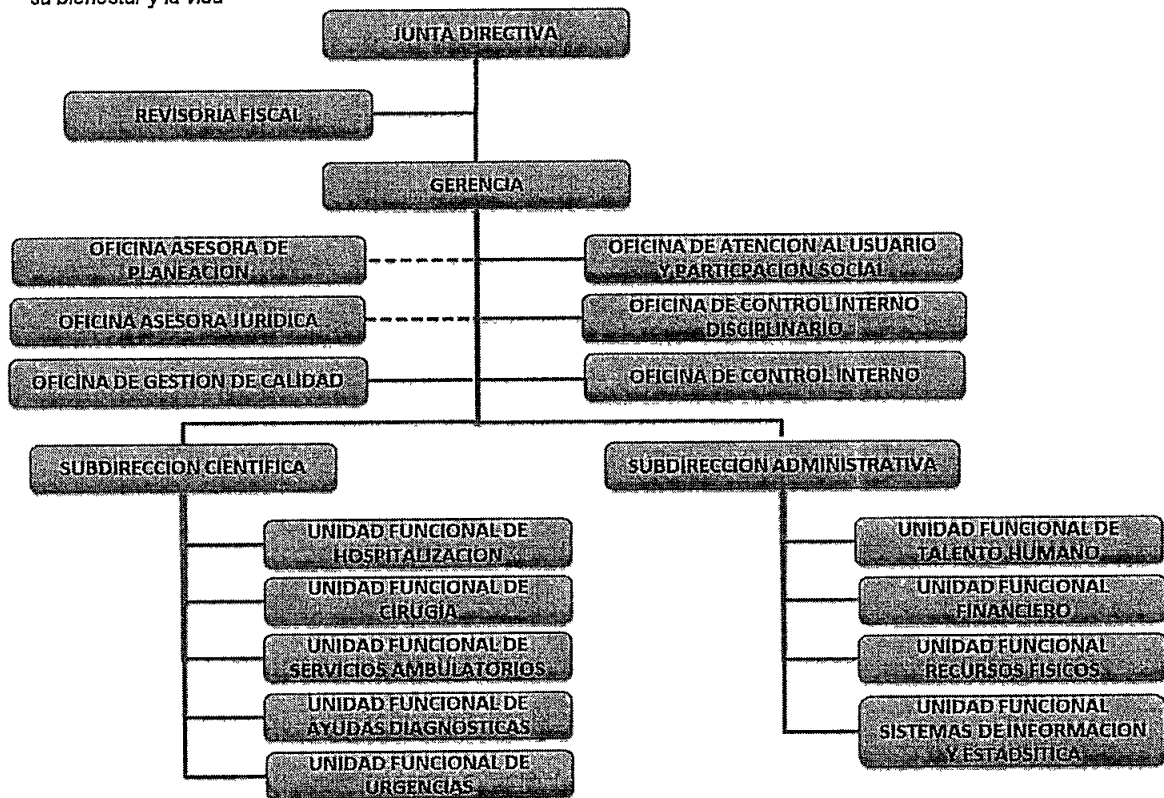 su bienestar y la vida
JUNTA DIRECTIVA
REVISORIA FISCAL
GERENCIA
OFICINA ASESORA DE
PLANEACION
OFICINA DE ATENCION AL USUARIO
Y PARTICPACION SOCIAL
OFICINA ASESORA JURIDICA
OFICINA DE CONTROL INTERNO
DISCIPLINARIO
OFICINA DE GESTION DE CALIDAD
OFICINA DE CONTROL INTERNO
SUBDIRECCION CIENTIFICA
SUBDIRECCION ADMINISTRATIVA
UNIDAD FUNCIONAL DE
HOSPITALIZACION
UNIDAD FUNCIONAL DE
CIRUGIA
UNIDAD FUNCIONAL DE
SERVICIOS AMBULATORIOS
UNIDAD FUNCIONAL DE
AYUDAS DIAGNOSTICAS
UNIDAD FUNCIONAL DE
URGENCIAS
UNIDAD FUNCIONAL DE
TALENTO HUMANO
UNIDAD FUNCIONAL
FINANCIERO
UNIDAD FUNCIONAL
RECURSOS FISICOS
UNIDAD FUNCIONAL
SISTEMAS DE INFORMACION
Y ESTADSITICA